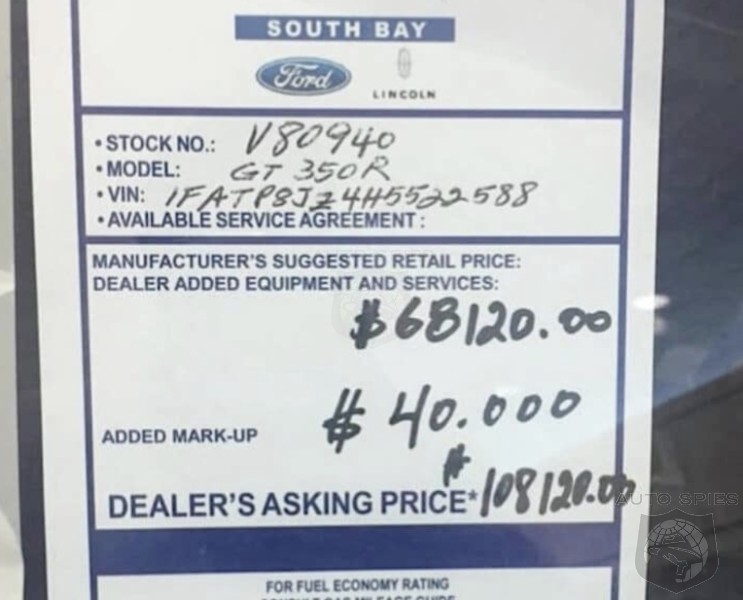 SOUTH BAY
Ford
LINCOLN
• STOCK NO.: V80940
• MODEL: GT 350R
• VIN: 1FATP8JZ4H5522588
• AVAILABLE SERVICE AGREEMENT :
MANUFACTURER'S SUGGESTED RETAIL PRICE:
DEALER ADDED EQUIPMENT AND SERVICES:
$68120.00
ADDED MARK-UP $ 40.000
DEALER'S ASKING PRICE* $108120.00
AUTO SPIES
FOR FUEL ECONOMY RATING